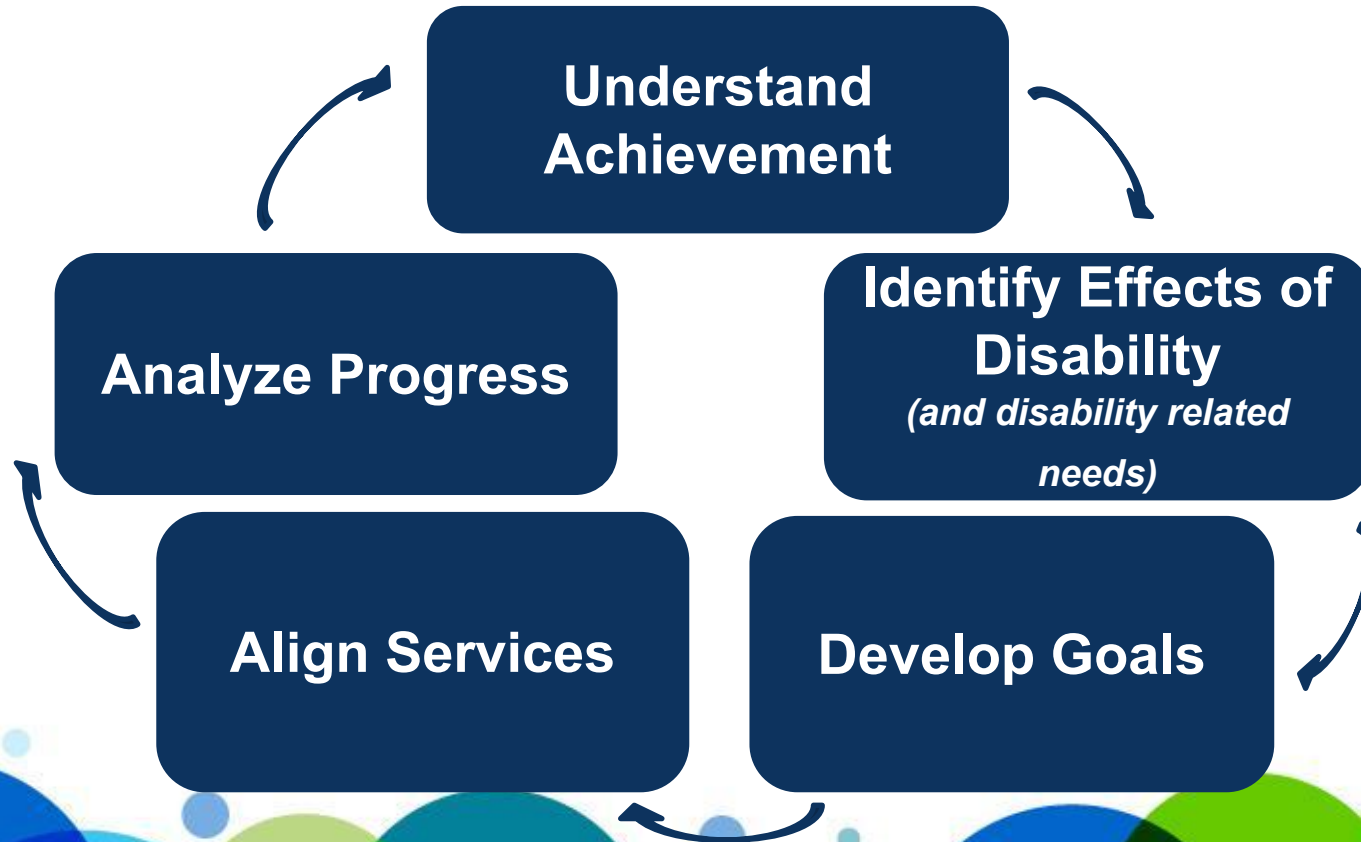 Understand
Achievement
Identify Effects of
Disability
(and disability related
needs)
Analyze Progress
Align Services
Develop Goals